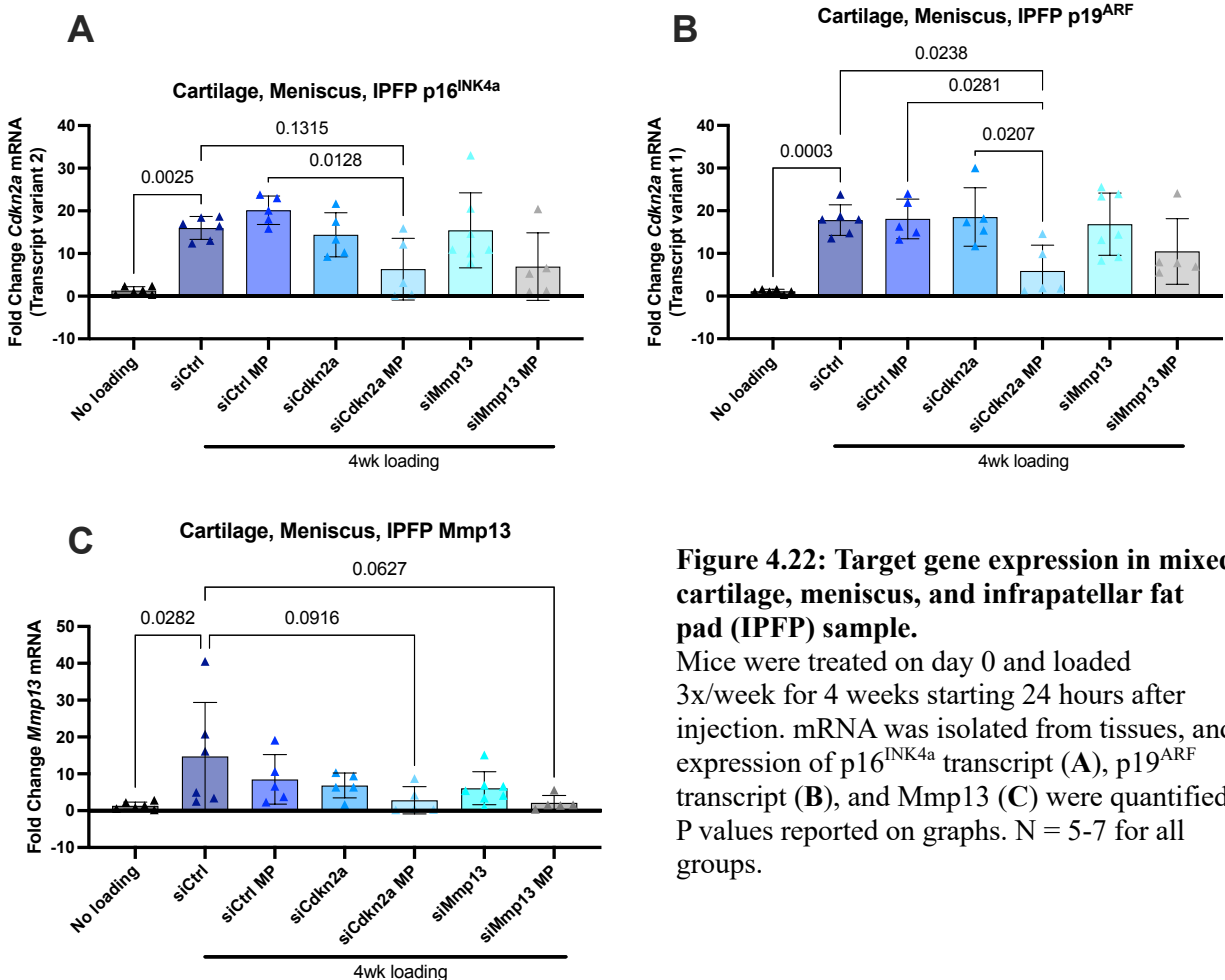 A
Cartilage, Meniscus, IPFP p16INK4a
Fold Change Cdkn2a mRNA
(Transcript variant 2)
40
30
20
10
0
-10
0.0025
0.1315
0.0128
No loading
siCtrl
siCtrl MP
siCdkn2a
siCdkn2a MP
siMmp13
siMmp13 MP
4wk loading
B
Cartilage, Meniscus, IPFP p19ARF
Fold Change Cdkn2a mRNA
(Transcript variant 1)
40
30
20
10
0
-10
0.0003
0.0238
0.0281
0.0207
No loading
siCtrl
siCtrl MP
siCdkn2a
siCdkn2a MP
siMmp13
siMmp13 MP
4wk loading
C
Cartilage, Meniscus, IPFP Mmp13
Fold Change Mmp13 mRNA
50
40
30
20
10
0
-10
0.0282
0.0627
0.0916
No loading
siCtrl
siCtrl MP
siCdkn2a
siCdkn2a MP
siMmp13
siMmp13 MP
4wk loading
Figure 4.22: Target gene expression in mixed
cartilage, meniscus, and infrapatellar fat
pad (IPFP) sample.
Mice were treated on day 0 and loaded
3x/week for 4 weeks starting 24 hours after
injection. mRNA was isolated from tissues, and
expression of p16INK4a transcript (A), p19ARF
transcript (B), and Mmp13 (C) were quantified
P values reported on graphs. N = 5-7 for all
groups.